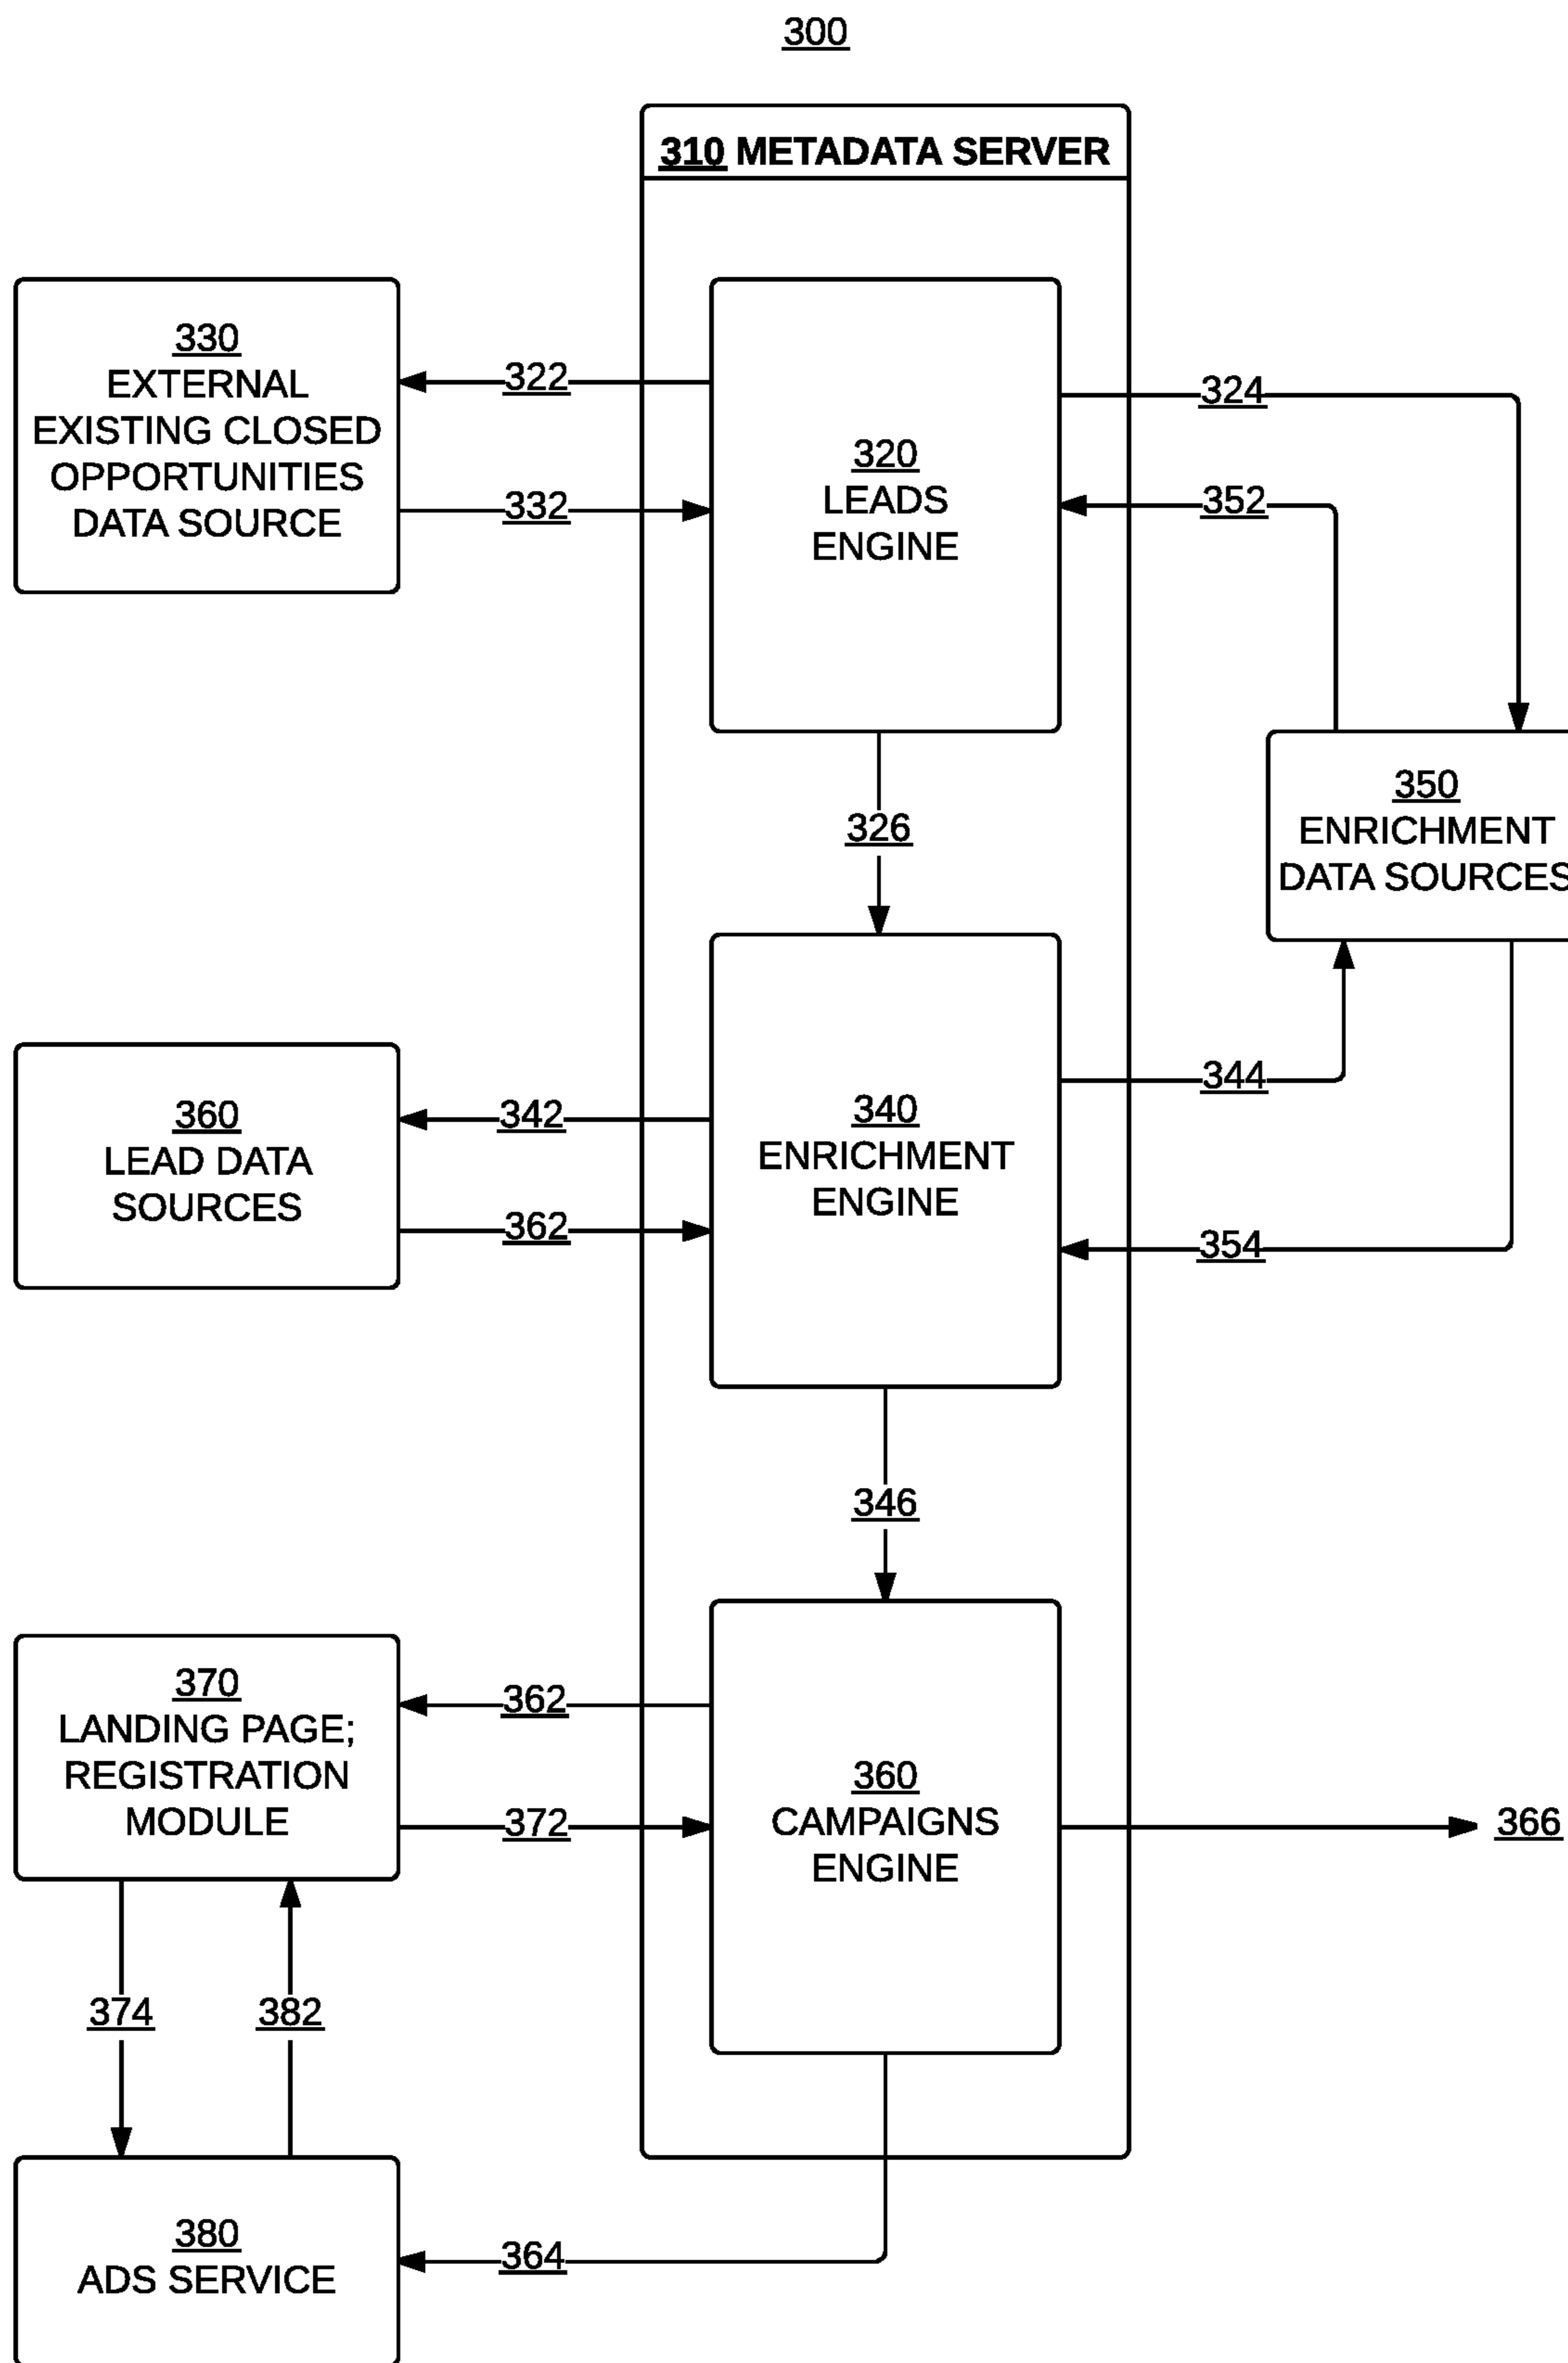 300
310 METADATA SERVER
330
EXTERNAL
EXISTING CLOSED
OPPORTUNITIES
DATA SOURCE
322
332
320
LEADS
ENGINE
324
352
326
350
ENRICHMENT
DATA SOURCES
360
LEAD DATA
SOURCES
342
362
340
ENRICHMENT
ENGINE
344
354
346
370
LANDING PAGE;
REGISTRATION
MODULE
362
372
360
CAMPAIGNS
ENGINE
366
374
382
380
ADS SERVICE
364